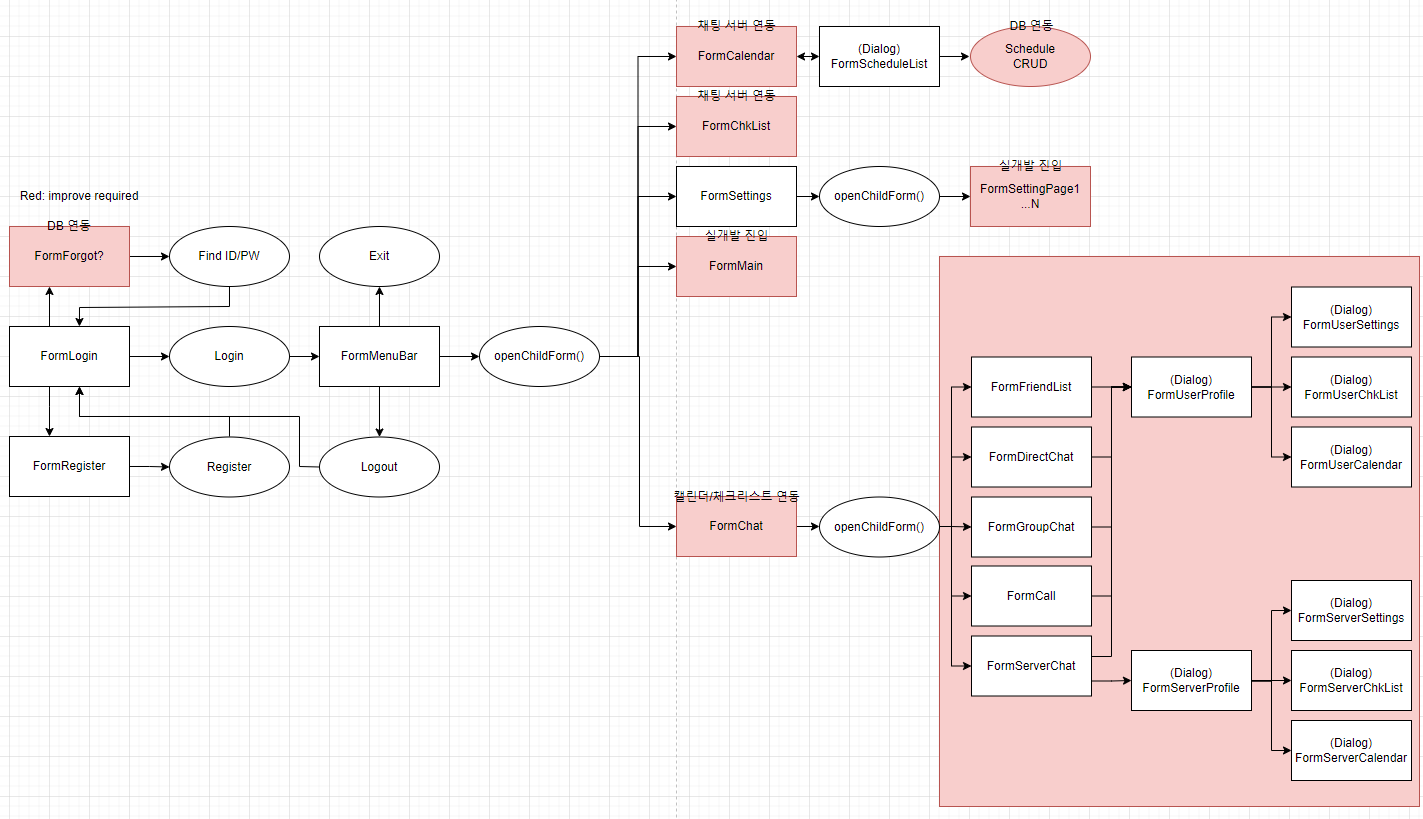 Red: improve required
DB 연동
FormForgot?
Find ID/PW
Exit
FormLogin
Login
FormMenuBar
openChildForm()
FormRegister
Register
Logout
채팅 서버 연동
FormCalendar
(Dialog)
FormScheduleList
DB 연동
Schedule
CRUD
채팅 서버 연동
FormChkList
FormSettings
openChildForm()
실개발 진입
FormSettingPage1
...N
실개발 진입
FormMain
캘린더/체크리스트 연동
FormChat
openChildForm()
FormFriendList
FormDirectChat
FormGroupChat
FormCall
FormServerChat
(Dialog)
FormUserProfile
(Dialog)
FormUserSettings
(Dialog)
FormUserChkList
(Dialog)
FormUserCalendar
(Dialog)
FormServerProfile
(Dialog)
FormServerSettings
(Dialog)
FormServerChkList
(Dialog)
FormServerCalendar